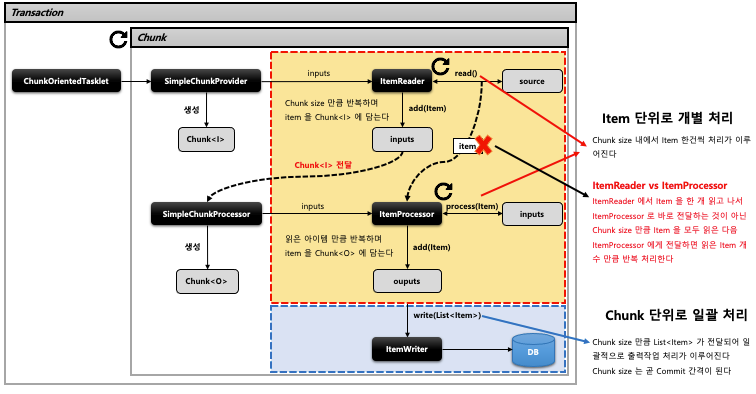 Transaction
Chunk
ChunkOrientedTasklet
SimpleChunkProvider
inputs
ItemReader
read()
source
생성
Chunk size 만큼 반복하며
item 을 Chunk<I> 에 담는다
add(Item)
Chunk<I>
inputs
item
Chunk<I> 전달
SimpleChunkProcessor
inputs
ItemProcessor
process(Item)
inputs
생성
읽은 아이템 만큼 반복하며
item 을 Chunk<O> 에 담는다
add(Item)
Chunk<O>
ouputs
write(List<Item>)
ItemWriter
DB
Item 단위로 개별 처리
Chunk size 내에서 Item 한건씩 처리가 이루
어진다
ItemReader vs ItemProcessor
ItemReader 에서 Item 을 한 개 읽고 나서
ItemProcessor 로 바로 전달하는 것이 아닌
Chunk size 만큼 Item 을 모두 읽은 다음
ItemProcessor 에게 전달하면 읽은 Item 개
수 만큼 반복 처리한다
Chunk 단위로 일괄 처리
Chunk size 만큼 List<Item> 가 전달되어 일
괄적으로 출력작업 처리가 이루어진다
Chunk size 는 곧 Commit 간격이 된다